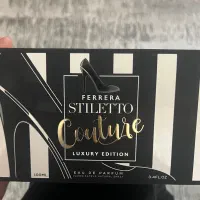 FERRERA
STILETTO
Couture
LUXURY EDITION
EAU DE PARFUM
100ML
3.4FL.OZ